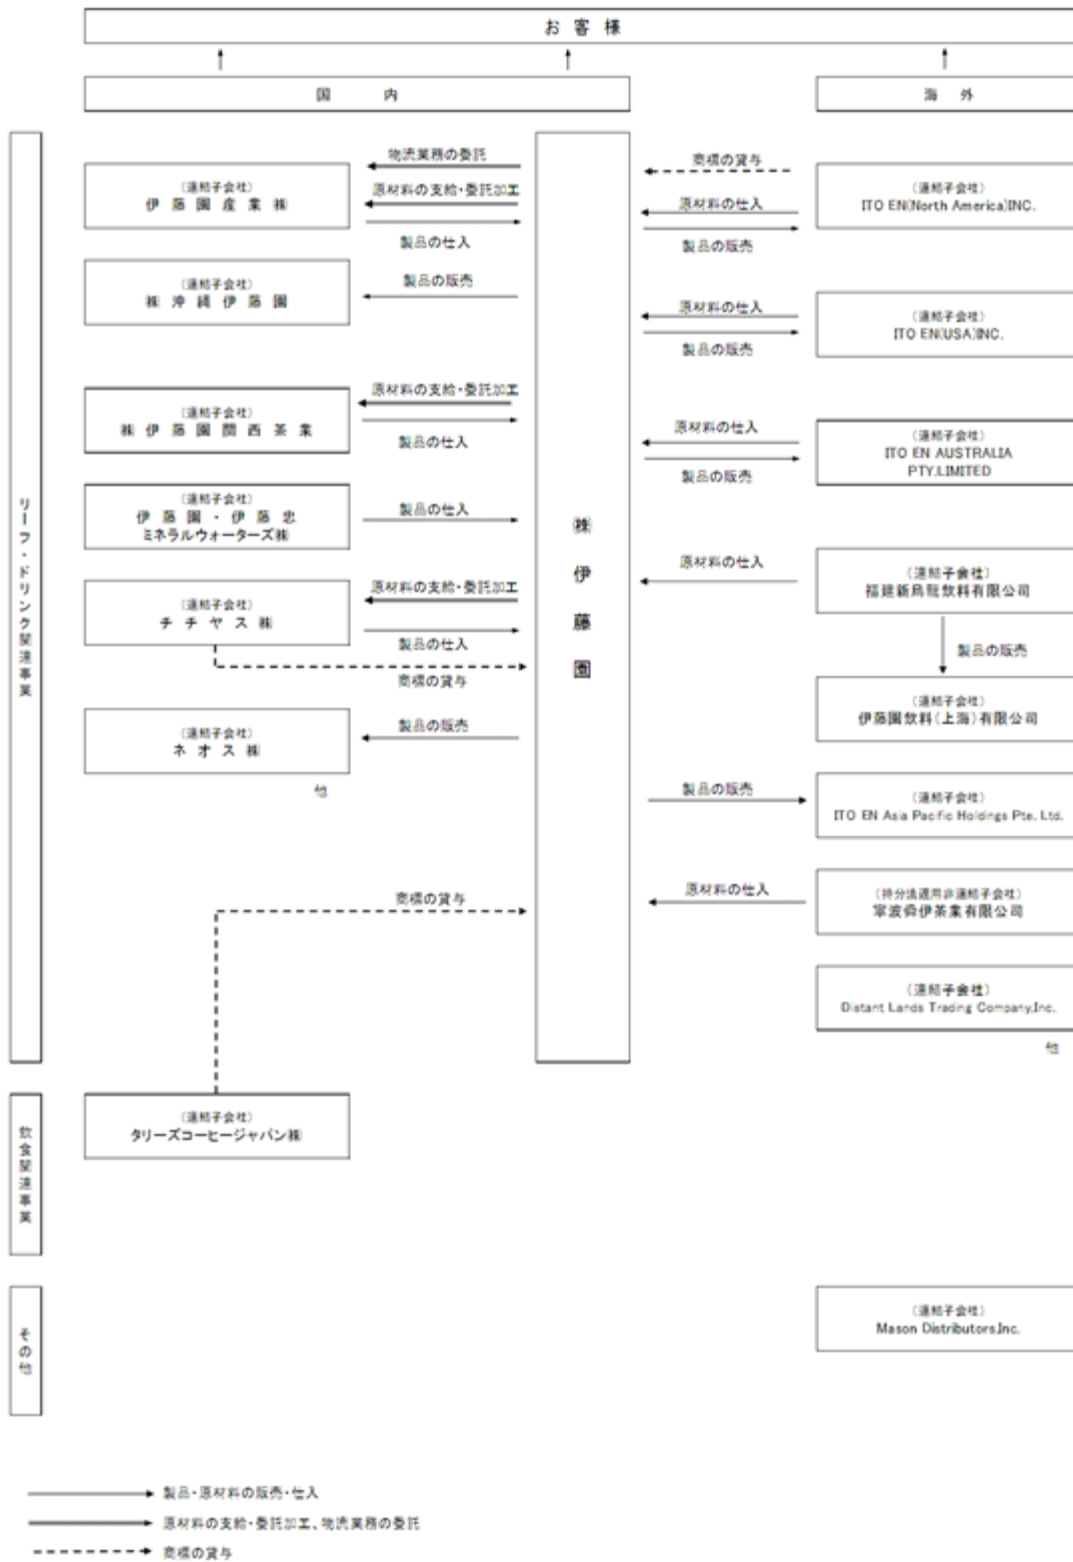 お客様
国内
海外
リーフ・ドリンク関連事業
(連結子会社)
伊藤園産業㈱
物流業務の委託
原材料の支給・委託加工
製品の仕入
(連結子会社)
㈱沖縄伊藤園
製品の販売
(連結子会社)
㈱伊藤園関西茶業
原材料の支給・委託加工
製品の仕入
(連結子会社)
伊藤園・伊藤忠
ミネラルウォーターズ㈱
製品の仕入
(連結子会社)
チチヤス㈱
原材料の支給・委託加工
製品の仕入
商標の貸与
(連結子会社)
ネオス㈱
製品の販売
他
商標の貸与
㈱伊藤園
商標の貸与
原材料の仕入
製品の販売
(連結子会社)
ITO EN(North America)INC.
原材料の仕入
製品の販売
(連結子会社)
ITO EN(USA)INC.
原材料の仕入
製品の販売
(連結子会社)
ITO EN AUSTRALIA
PTY.LIMITED
原材料の仕入
(連結子会社)
福建新烏龍飲料有限公司
製品の販売
(連結子会社)
伊藤園飲料(上海)有限公司
製品の販売
(連結子会社)
ITO EN Asia Pacific Holdings Pte. Ltd.
原材料の仕入
(持分法適用非連結子会社)
寧波舜伊茶業有限公司
(連結子会社)
Distant Lands Trading Company,Inc.
他
飲食関連事業
(連結子会社)
タリーズコーヒージャパン㈱
その他
(連結子会社)
Mason Distributors,Inc.
製品・原材料の販売・仕入
原材料の支給・委託加工、物流業務の委託
商標の貸与